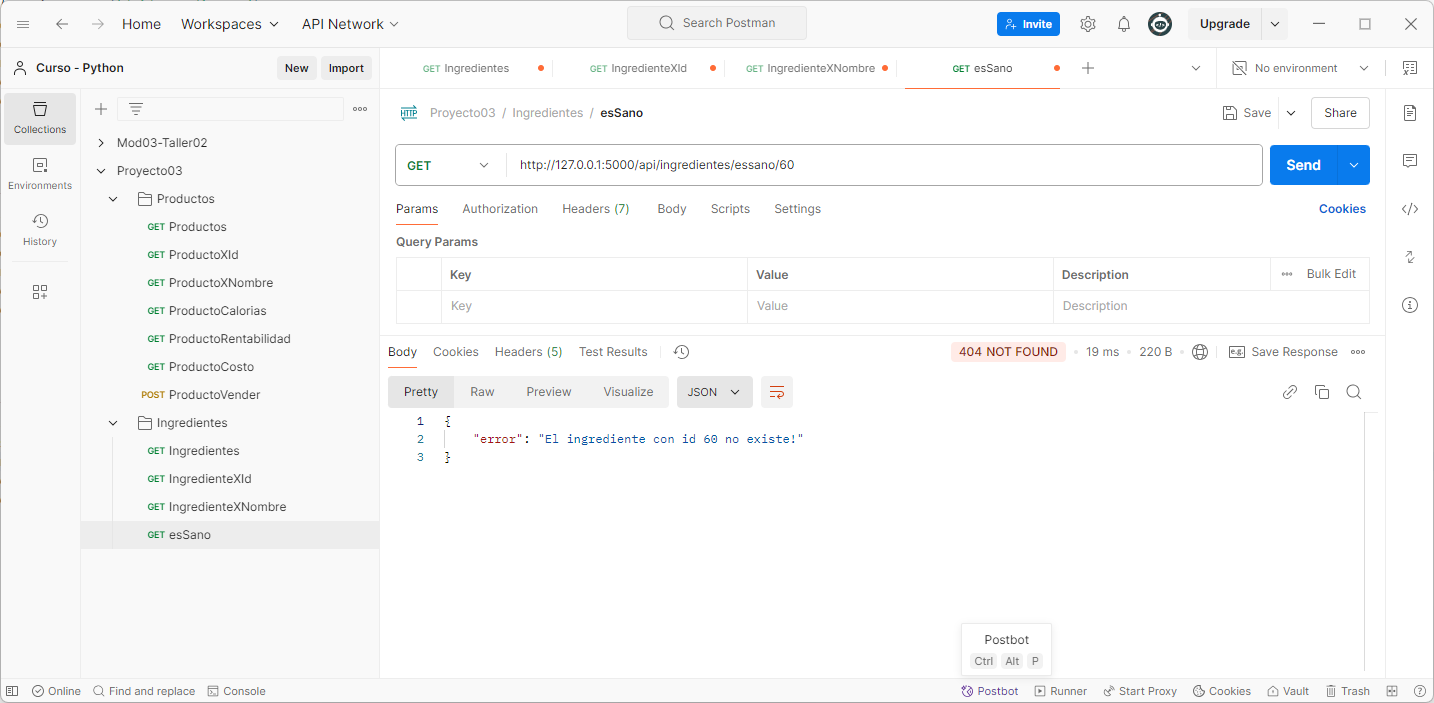 Home Workspaces API Network Search Postman Invite Upgrade
Curso - Python New Import
GET Ingredientes GET IngredienteXId GET IngredienteXNombre GET esSano No environment
Collections
Environments
History
Mod03-Taller02
Proyecto03
Productos
GET Productos
GET ProductoXId
GET ProductoXNombre
GET ProductoCalorias
GET ProductoRentabilidad
GET ProductoCosto
POST ProductoVender
Ingredientes
GET Ingredientes
GET IngredienteXId
GET IngredienteXNombre
GET esSano
HTTP Proyecto03 / Ingredientes / esSano Save Share
GET http://127.0.0.1:5000/api/ingredientes/essano/60 Send
Params Authorization Headers (7) Body Scripts Settings Cookies
Query Params
Key Value Description Bulk Edit
Key Value Description
Body Cookies Headers (5) Test Results 404 NOT FOUND 19 ms 220 B e.g. Save Response
Pretty Raw Preview Visualize JSON
1 {
2 "error": "El ingrediente con id 60 no existe!"
3 }
Postbot
Ctrl Alt P
Online Find and replace Console Postbot Runner Start Proxy Cookies Vault Trash